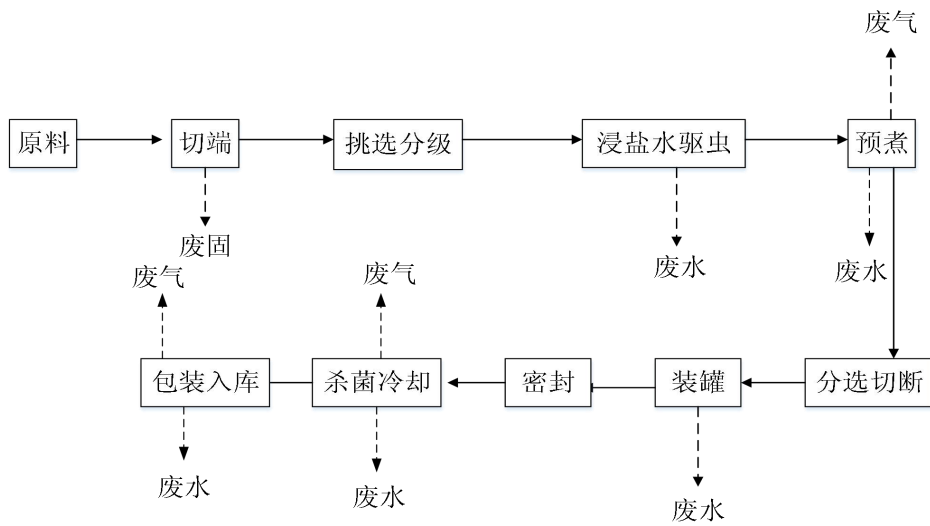 废气
原料
切端
挑选分级
浸盐水驱虫
预煮
废固
废水
废水
废气
废气
包装入库
杀菌冷却
密封
装罐
分选切断
废水
废水
废水